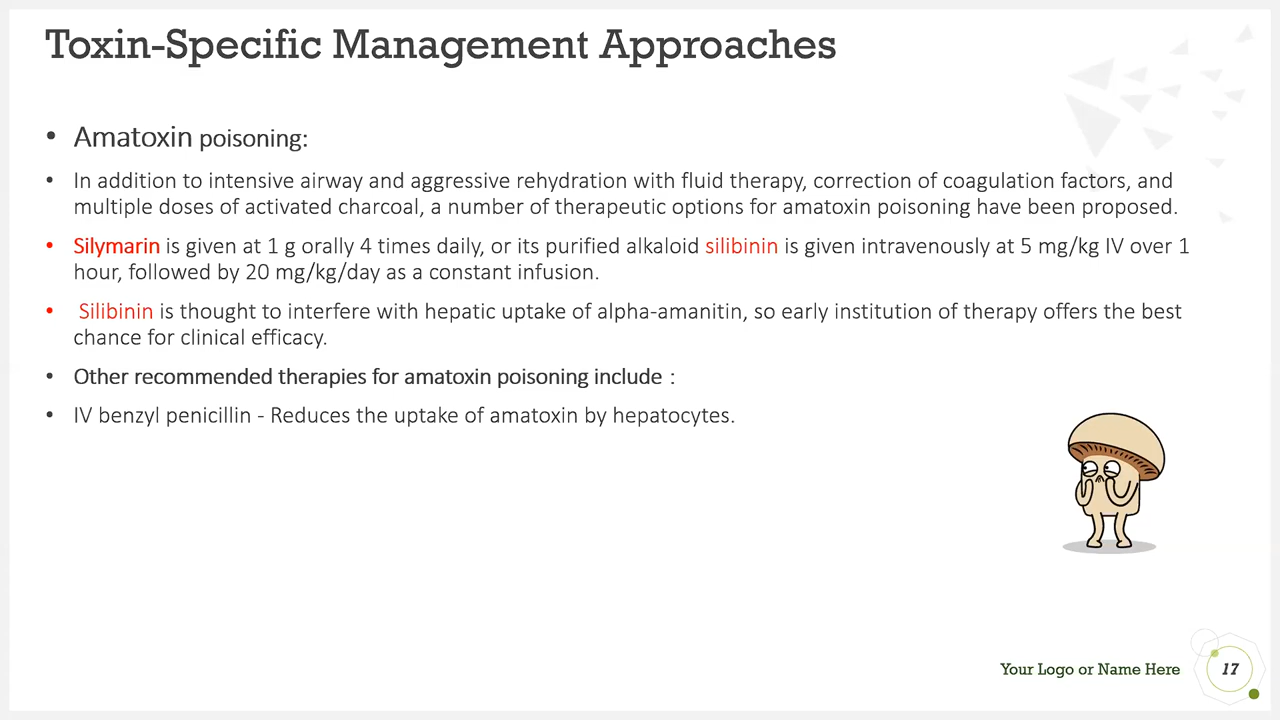 Toxin-Specific Management Approaches
• Amatoxin poisoning:
• In addition to intensive airway and aggressive rehydration with fluid therapy, correction of coagulation factors, and
multiple doses of activated charcoal, a number of therapeutic options for amatoxin poisoning have been proposed.
• Silymarin is given at 1 g orally 4 times daily, or its purified alkaloid silibinin is given intravenously at 5 mg/kg IV over 1
hour, followed by 20 mg/kg/day as a constant infusion.
• Silibinin is thought to interfere with hepatic uptake of alpha-amanitin, so early institution of therapy offers the best
chance for clinical efficacy.
• Other recommended therapies for amatoxin poisoning include :
• IV benzyl penicillin - Reduces the uptake of amatoxin by hepatocytes.
Your Logo or Name Here
17